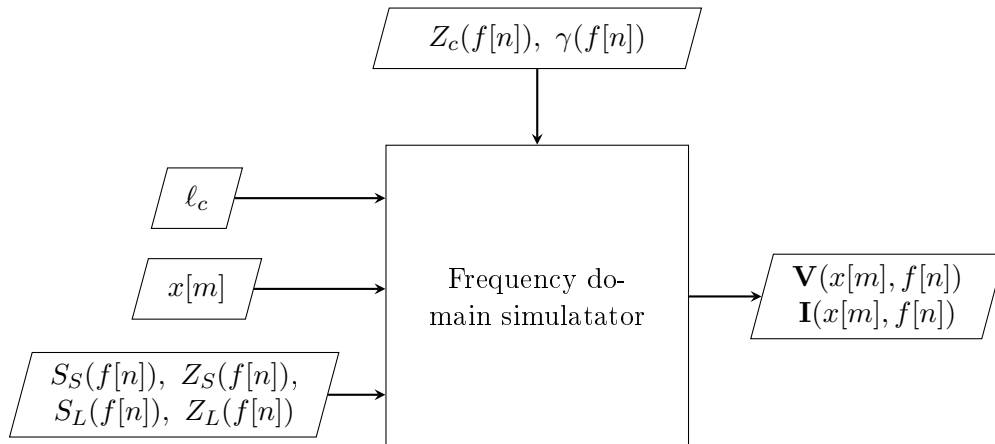 Z_c(f[n]), γ(f[n])
ℓ_c
x[m]
S_S(f[n]), Z_S(f[n]),
S_L(f[n]), Z_L(f[n])
Frequency do-
main simulatator
V(x[m], f[n])
I(x[m], f[n])